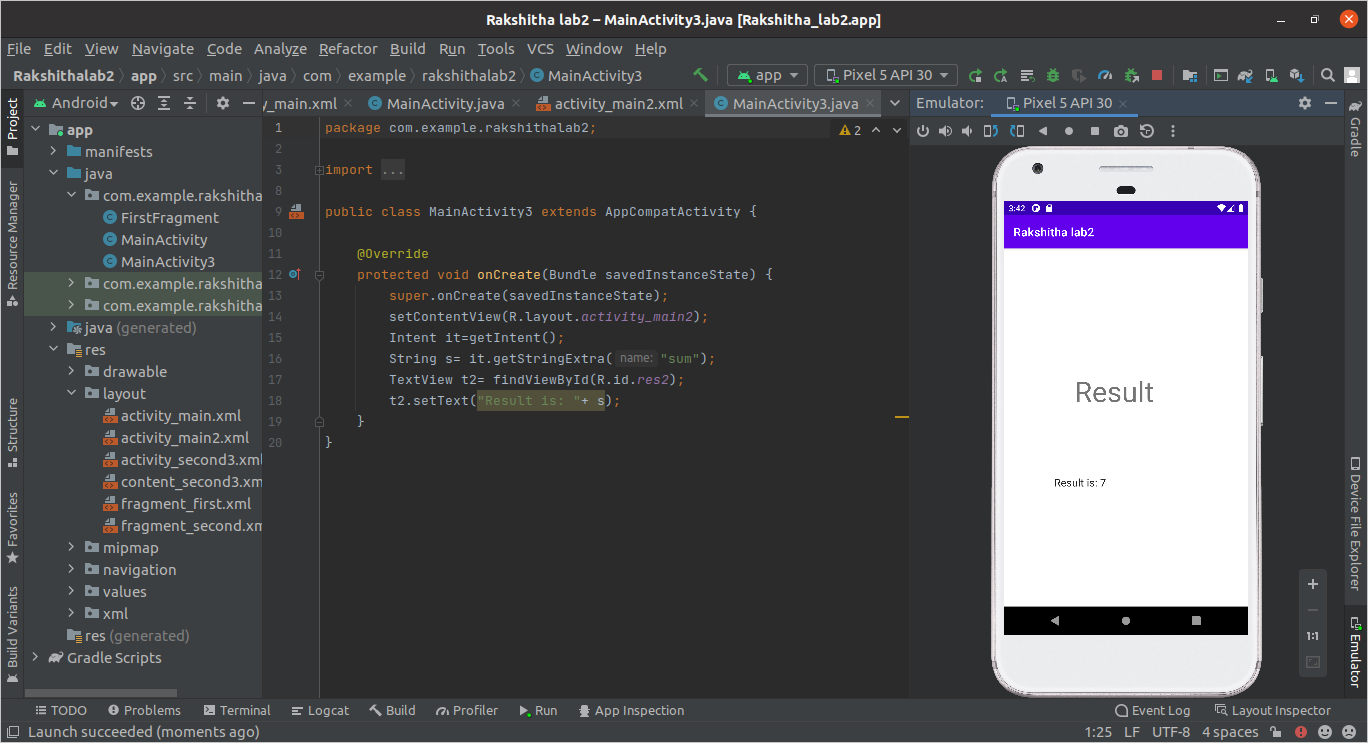 Rakshitha lab2 – MainActivity3.java [Rakshitha_lab2.app]
File Edit View Navigate Code Analyze Refactor Build Run Tools VCS Window Help
Rakshithalab2 app src main java com example rakshithalab2 MainActivity3 app Pixel 5 API 30
Project
Resource Manager
Structure
Favorites
Build Variants
Android
y_main.xml MainActivity.java activity_main2.xml MainActivity3.java
app
manifests
java
com.example.rakshitha
FirstFragment
MainActivity
MainActivity3
com.example.rakshitha
com.example.rakshitha
java (generated)
res
drawable
layout
activity_main.xml
activity_main2.xml
activity_second3.xml
content_second3.xm
fragment_first.xml
fragment_second.xm
mipmap
navigation
values
xml
res (generated)
Gradle Scripts
1 package com.example.rakshithalab2; 2
2
3 import ...
8
9 public class MainActivity3 extends AppCompatActivity {
10
11 @Override
12 protected void onCreate(Bundle savedInstanceState) {
13 super.onCreate(savedInstanceState);
14 setContentView(R.layout.activity_main2);
15 Intent it=getIntent();
16 String s= it.getStringExtra( name: "sum");
17 TextView t2= findViewById(R.id.res2);
18 t2.setText("Result is: "+ s);
19 }
20 }
Emulator: Pixel 5 API 30
3:42
Rakshitha lab2
Result
Result is: 7
1:1
Gradle
Device File Explorer
Emulator
TODO Problems Terminal Logcat Build Profiler Run App Inspection Event Log Layout Inspector
Launch succeeded (moments ago) 1:25 LF UTF-8 4 spaces